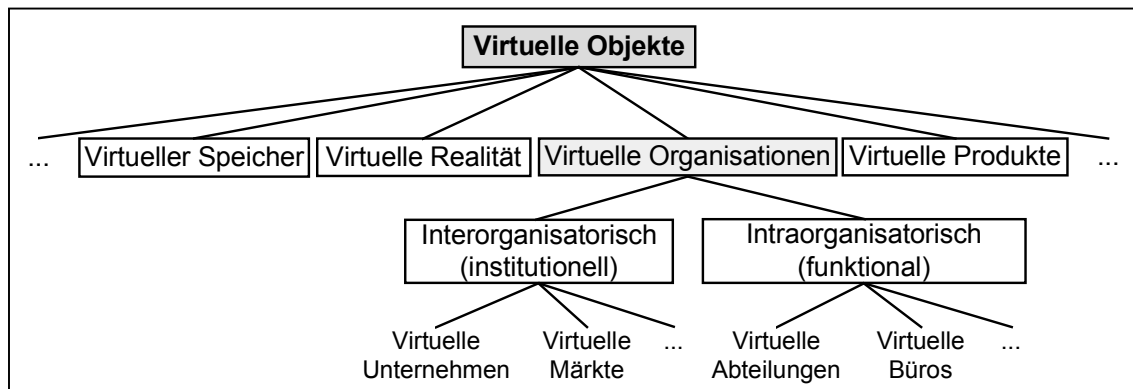 Virtuelle Objekte
... Virtueller Speicher Virtuelle Realität Virtuelle Organisationen Virtuelle Produkte ...
Interorganisatorisch
(institutionell)
Intraorganisatorisch
(funktional)
Virtuelle
Unternehmen
Virtuelle
Märkte
...
Virtuelle
Abteilungen
Virtuelle
Büros
...